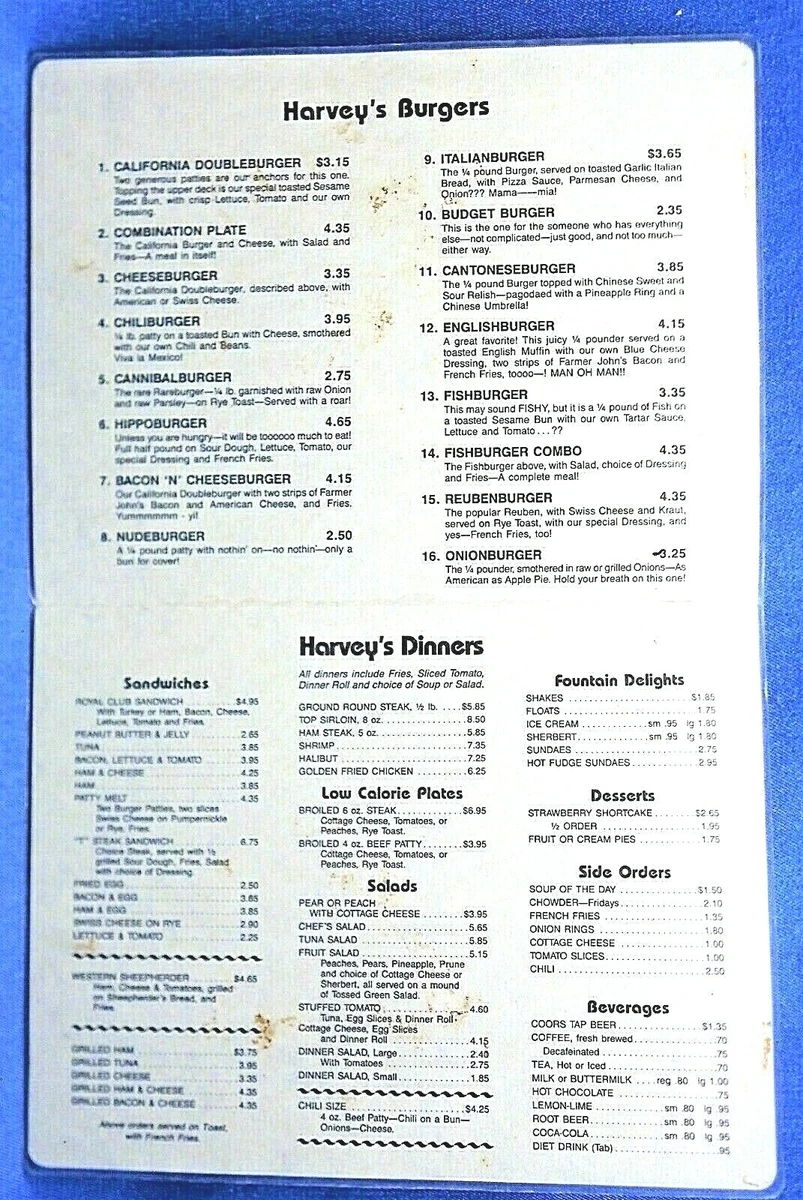 Harvey's Burgers
1. CALIFORNIA DOUBLEBURGER $3.15
Two generous patties are our anchors for this one.
Topping the upper deck is our special toasted Sesame
Seed Bun, with crisp Lettuce, Tomato and our own
Dressing.
2. COMBINATION PLATE 4.35
The California Burger and Cheese, with Salad and
Fries—A meal in itself!
3. CHEESEBURGER 3.35
The California Doubleburger, described above, with
American or Swiss Cheese.
4. CHILIBURGER 3.95
¼ lb. patty on a toasted Bun with Cheese, smothered
with our own Chili and Beans.
Viva la Mexico!
5. CANNIBALBURGER 2.75
The rare Rareburger—¼ lb. garnished with raw Onion
and raw Parsley—on Rye Toast—Served with a roar!
6. HIPPOBURGER 4.65
Unless you are hungry—it will be toooooo much to eat!
Full half pound on Sour Dough, Lettuce, Tomato, our
special Dressing and French Fries.
7. BACON 'N' CHEESEBURGER 4.15
Our California Doubleburger with two strips of Farmer
John's Bacon and American Cheese, and Fries.
Yummmmmm - y!
8. NUDEBURGER 2.50
A ¼ pound patty with nothin' on—no nothin'—only a
bun for cover!
9. ITALIANBURGER $3.65
The ¼ pound Burger, served on toasted Garlic Italian
Bread, with Pizza Sauce, Parmesan Cheese, and
Onion??? Mama——mia!
10. BUDGET BURGER 2.35
This is the one for the someone who has everything
else—not complicated—just good, and not too much—
either way.
11. CANTONESEBURGER 3.85
The ¼ pound Burger topped with Chinese Sweet and
Sour Relish—pagodaed with a Pineapple Ring and a
Chinese Umbrella!
12. ENGLISHBURGER 4.15
A great favorite! This juicy ¼ pounder served on a
toasted English Muffin with our own Blue Cheese
Dressing, two strips of Farmer John's Bacon and
French Fries, toooo—! MAN OH MAN!!
13. FISHBURGER 3.35
This may sound FISHY, but it is a ¼ pound of Fish on
a toasted Sesame Bun with our own Tartar Sauce,
Lettuce and Tomato...??
14. FISHBURGER COMBO 4.35
The Fishburger above, with Salad, choice of Dressing
and Fries—A complete meal!
15. REUBENBURGER 4.35
The popular Reuben, with Swiss Cheese and Kraut,
served on Rye Toast, with our special Dressing, and
yes—French Fries, too!
16. ONIONBURGER 3.25
The ¼ pounder, smothered in raw or grilled Onions—As
American as Apple Pie. Hold your breath on this one!
Harvey's Dinners
Sandwiches
ROYAL CLUB SANDWICH $4.95
With Turkey or Ham, Bacon, Cheese,
Lettuce, Tomato and Fries.
PEANUT BUTTER & JELLY 2.65
TUNA 3.85
BACON, LETTUCE & TOMATO 3.95
HAM & CHEESE 4.25
HAM 3.85
PATTY MELT 4.35
Two Burger Patties, two slices
Swiss Cheese on Pumpernickle
or Rye, Fries.
"T" STEAK SANDWICH 6.75
Choice Steak, served with ½
grilled Sour Dough, Fries, Salad
with choice of Dressing.
FRIED EGG 2.50
BACON & EGG 3.65
HAM & EGG 3.85
SWISS CHEESE ON RYE 2.90
LETTUCE & TOMATO 2.25
WESTERN SHEEPHERDER $4.65
Ham, Cheese & Tomatoes, grilled
on Sheepherder's Bread, and
Fries.
GRILLED HAM $3.75
GRILLED TUNA 3.95
GRILLED CHEESE 3.35
GRILLED HAM & CHEESE 4.35
GRILLED BACON & CHEESE 4.35
Above orders served on Toast,
with French Fries.
All dinners include Fries, Sliced Tomato,
Dinner Roll and choice of Soup or Salad.
GROUND ROUND STEAK, ½ lb. $5.85
TOP SIRLOIN, 8 oz. 8.50
HAM STEAK, 5 oz. 5.85
SHRIMP 7.35
HALIBUT 7.25
GOLDEN FRIED CHICKEN 6.25
Low Calorie Plates
BROILED 6 oz. STEAK $6.95
Cottage Cheese, Tomatoes, or
Peaches, Rye Toast.
BROILED 4 oz. BEEF PATTY $3.95
Cottage Cheese, Tomatoes, or
Peaches, Rye Toast.
Salads
PEAR OR PEACH
WITH COTTAGE CHEESE $3.95
CHEF'S SALAD 5.65
TUNA SALAD 5.85
FRUIT SALAD 5.15
Peaches, Pears, Pineapple, Prune
and choice of Cottage Cheese or
Sherbert, all served on a mound
of Tossed Green Salad.
STUFFED TOMATO 4.60
Tuna, Egg Slices & Dinner Roll
Cottage Cheese, Egg Slices
and Dinner Roll 4.15
DINNER SALAD, Large 2.40
With Tomatoes 2.75
DINNER SALAD, Small 1.85
CHILI SIZE $4.25
4 oz. Beef Patty—Chili on a Bun—
Onions—Cheese.
Fountain Delights
SHAKES $1.85
FLOATS 1.75
ICE CREAM sm .95 lg 1.80
SHERBERT sm .95 lg 1.80
SUNDAES 2.75
HOT FUDGE SUNDAES 2.95
Desserts
STRAWBERRY SHORTCAKE $2.65
½ ORDER 1.95
FRUIT OR CREAM PIES 1.75
Side Orders
SOUP OF THE DAY $1.50
CHOWDER—Fridays 2.10
FRENCH FRIES 1.35
ONION RINGS 1.80
COTTAGE CHEESE 1.00
TOMATO SLICES 1.00
CHILI 2.50
Beverages
COORS TAP BEER $1.35
COFFEE, fresh brewed .70
Decafeinated .75
TEA, Hot or Iced .70
MILK or BUTTERMILK reg .80 lg 1.00
HOT CHOCOLATE .75
LEMON-LIME sm .80 lg .95
ROOT BEER sm .80 lg .95
COCA-COLA sm .80 lg .95
DIET DRINK (Tab) .95